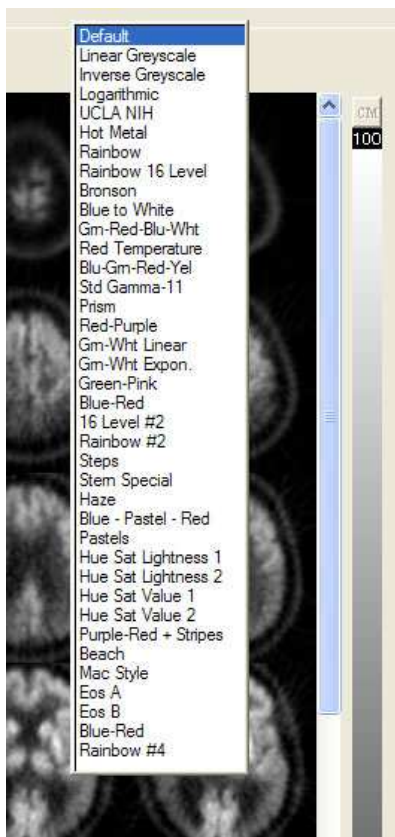 Default
Linear Greyscale
Inverse Greyscale
Logarithmic
UCLA NIH
Hot Metal
Rainbow
Rainbow 16 Level
Bronson
Blue to White
Grn-Red-Blu-Wht
Red Temperature
Blu-Grn-Red-Yel
Std Gamma-11
Prism
Red-Purple
Grn-Wht Linear
Grn-Wht Expon.
Green-Pink
Blue-Red
16 Level #2
Rainbow #2
Steps
Stern Special
Haze
Blue - Pastel - Red
Pastels
Hue Sat Lightness 1
Hue Sat Lightness 2
Hue Sat Value 1
Hue Sat Value 2
Purple-Red + Stripes
Beach
Mac Style
Eos A
Eos B
Blue-Red
Rainbow #4
CM
100